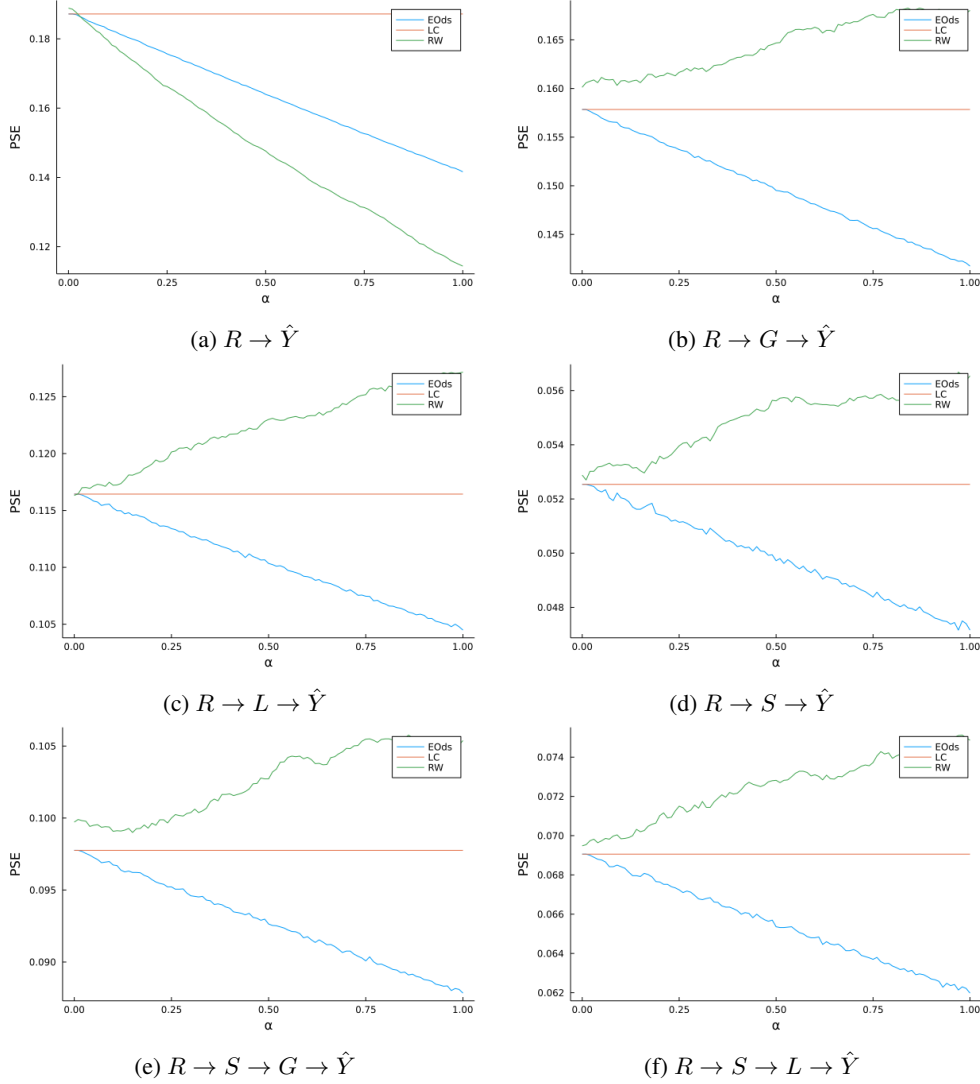 0.18
0.16
0.14
0.12
PSE
0.00 0.25 0.50 0.75 1.00
α
EOds
LC
RW
(a) R → Ŷ
0.165
0.160
0.155
0.150
0.145
PSE
0.00 0.25 0.50 0.75 1.00
α
EOds
LC
RW
(b) R → G → Ŷ
0.125
0.120
0.115
0.110
0.105
PSE
0.00 0.25 0.50 0.75 1.00
α
EOds
LC
RW
(c) R → L → Ŷ
0.056
0.054
0.052
0.050
0.048
PSE
0.00 0.25 0.50 0.75 1.00
α
EOds
LC
RW
(d) R → S → Ŷ
0.105
0.100
0.095
0.090
PSE
0.00 0.25 0.50 0.75 1.00
α
EOds
LC
RW
(e) R → S → G → Ŷ
0.074
0.072
0.070
0.068
0.066
0.064
0.062
PSE
0.00 0.25 0.50 0.75 1.00
α
EOds
LC
RW
(f) R → S → L → Ŷ